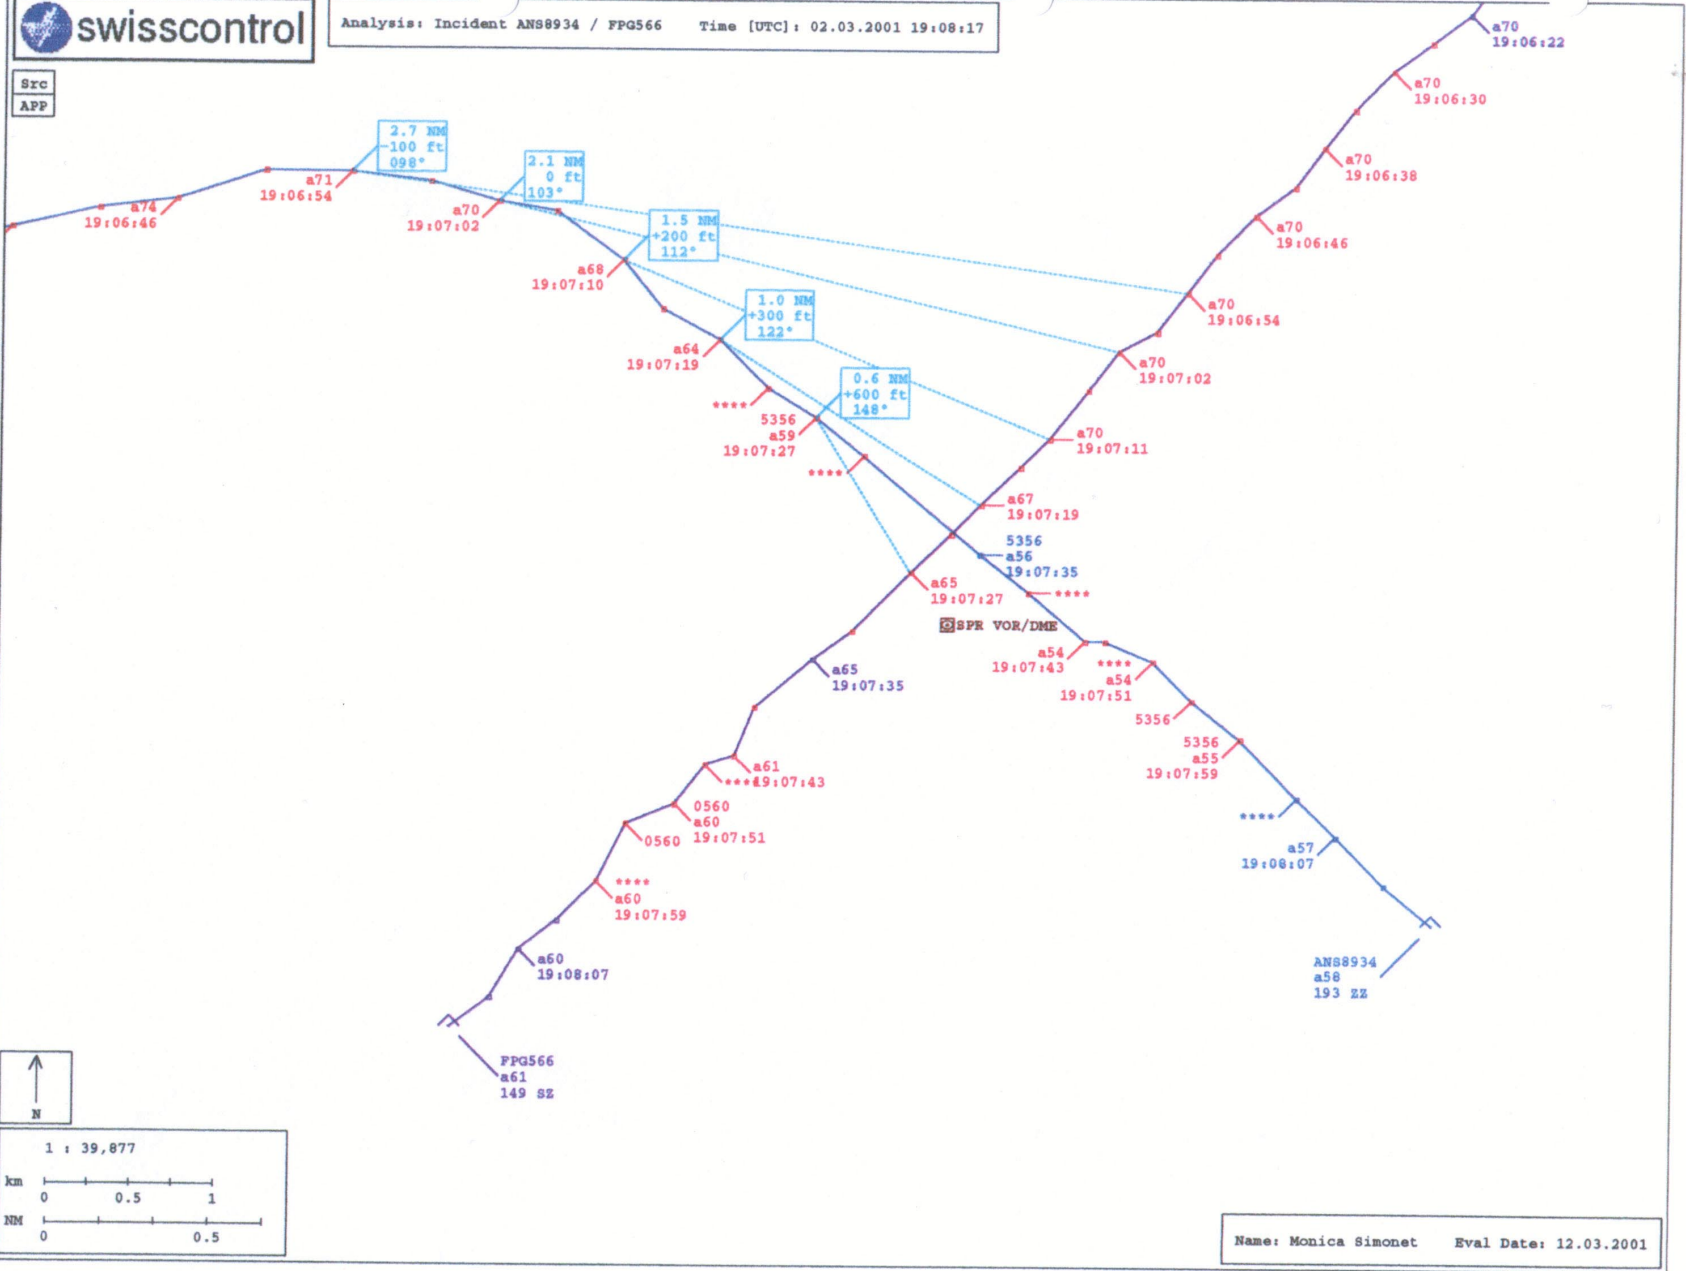 swisscontrol
Analysis: Incident ANS8934 / FPG566 Time [UTC]: 02.03.2001 19:08:17
Src
APP
a70
19:06:22
a70
19:06:30
a70
19:06:38
a70
19:06:46
a70
19:06:54
a70
19:07:02
a70
19:07:11
a67
19:07:19
a65
19:07:27
a65
19:07:35
a61
19:07:43
****
0560
a60
19:07:51
0560
****
a60
19:07:59
a60
19:08:07
FPG566
a61
149 SZ
a74
19:06:46
a71
19:06:54
a70
19:07:02
a68
19:07:10
a64
19:07:19
****
5356
a59
19:07:27
****
5356
a56
19:07:35
****
SPR VOR/DME
a54
19:07:43
****
a54
19:07:51
5356
5356
a55
19:07:59
****
a57
19:08:07
ANS8934
a58
193 ZZ
2.7 NM
-100 ft
098°
2.1 NM
0 ft
103°
1.5 NM
+200 ft
112°
1.0 NM
+300 ft
122°
0.6 NM
+600 ft
148°
N
1 : 39,877
km
0 0.5 1
NM
0 0.5
Name: Monica Simonet Eval Date: 12.03.2001